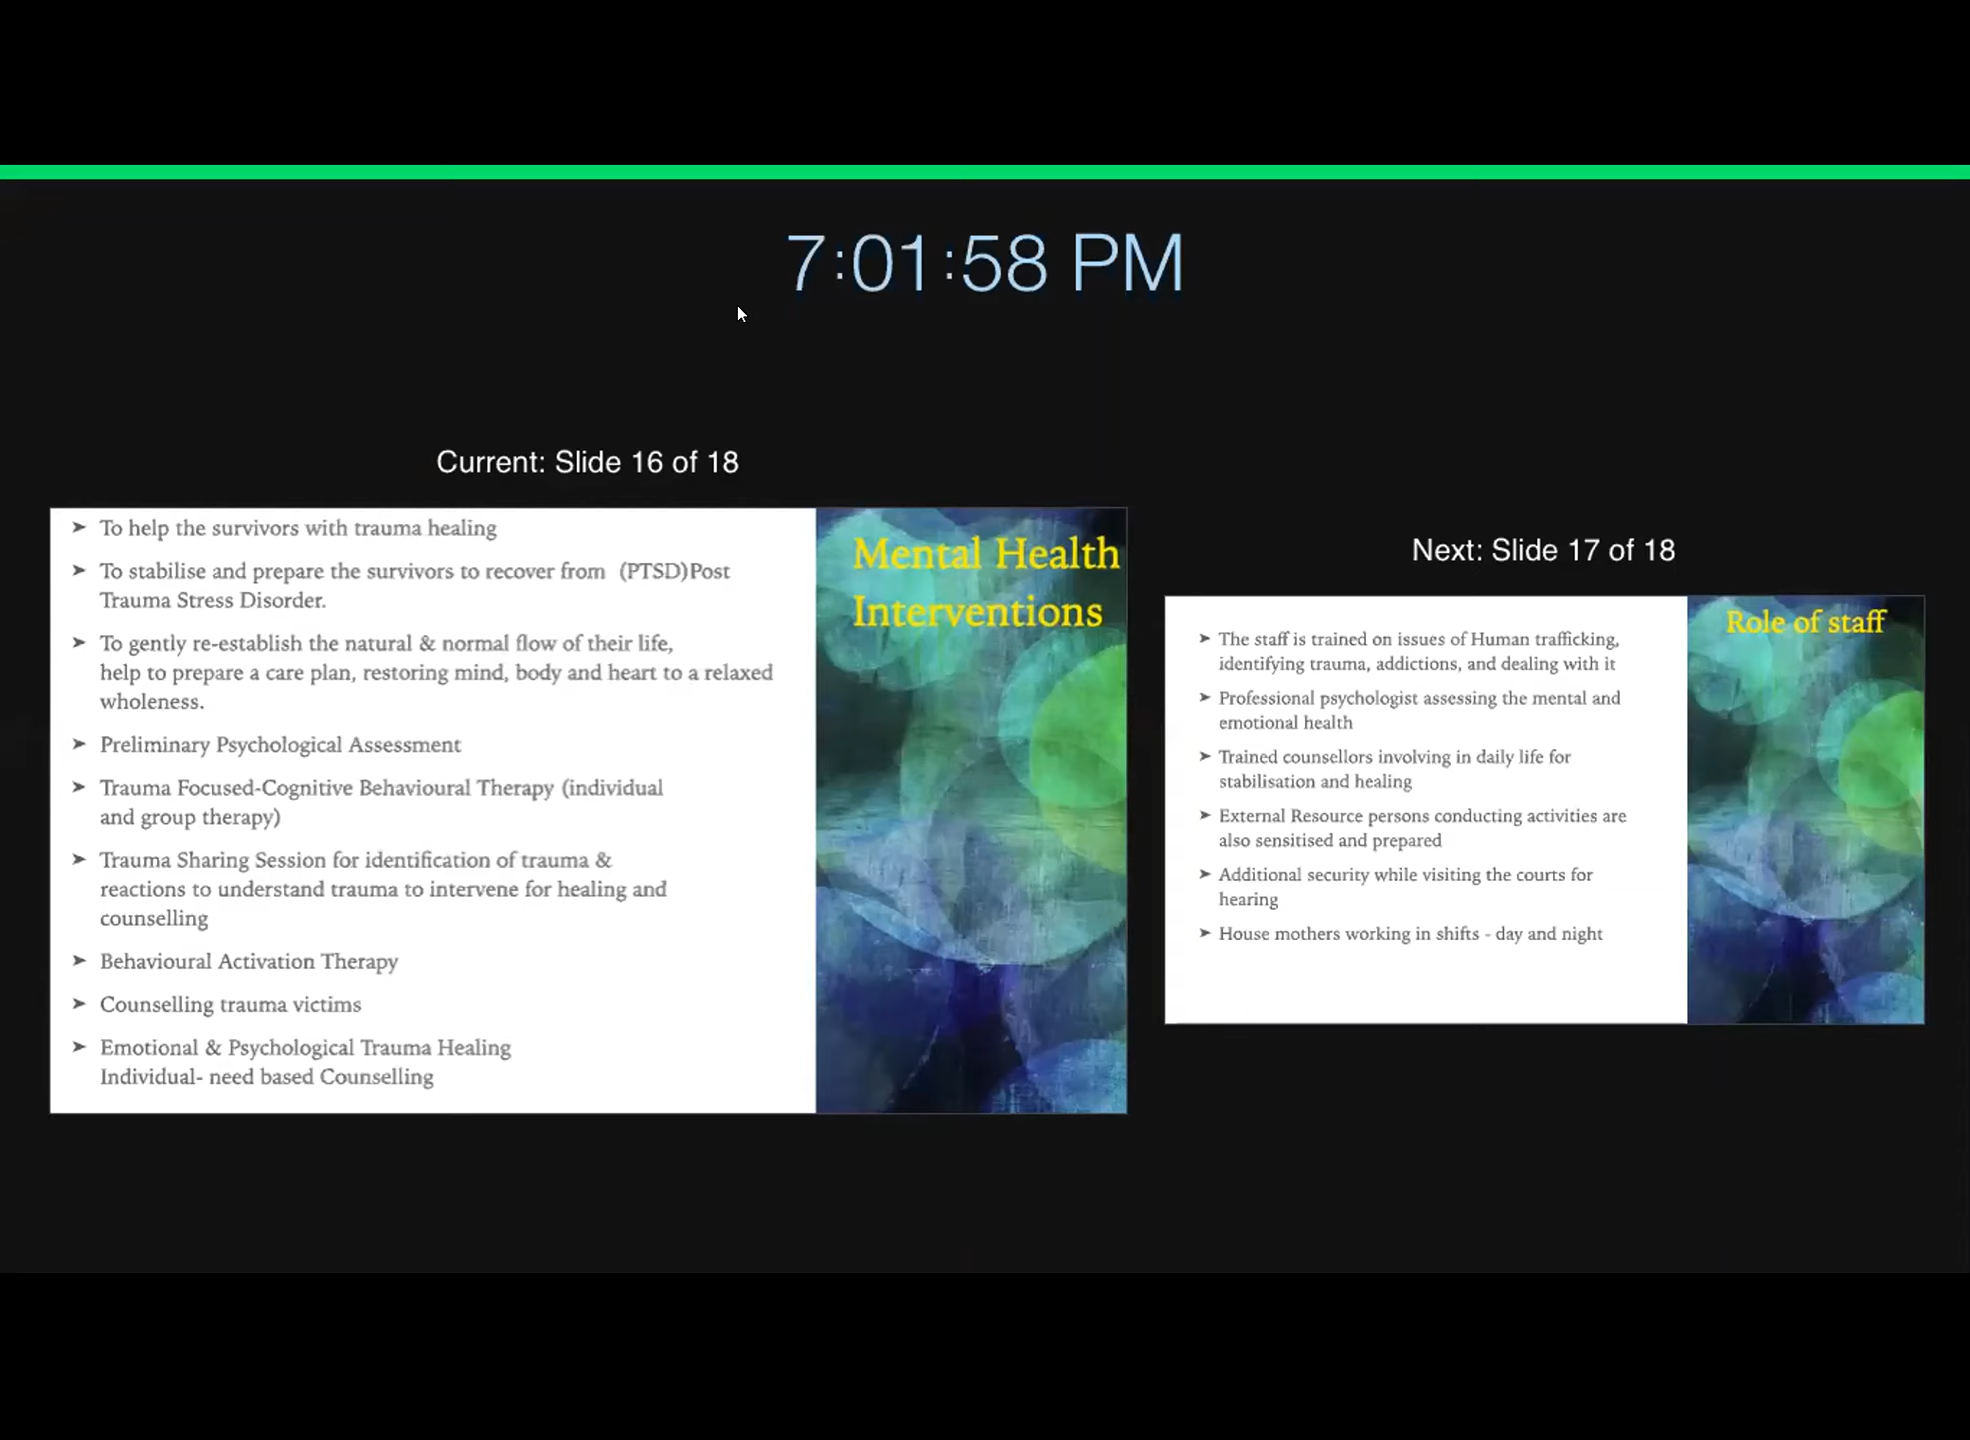 7:01:58 PM
Current: Slide 16 of 18
➤ To help the survivors with trauma healing
➤ To stabilise and prepare the survivors to recover from (PTSD)Post
Trauma Stress Disorder.
➤ To gently re-establish the natural & normal flow of their life,
help to prepare a care plan, restoring mind, body and heart to a relaxed
wholeness.
➤ Preliminary Psychological Assessment
➤ Trauma Focused-Cognitive Behavioural Therapy (individual
and group therapy)
➤ Trauma Sharing Session for identification of trauma &
reactions to understand trauma to intervene for healing and
counselling
➤ Behavioural Activation Therapy
➤ Counselling trauma victims
➤ Emotional & Psychological Trauma Healing
Individual- need based Counselling
Mental Health
Interventions
Next: Slide 17 of 18
➤ The staff is trained on issues of Human trafficking,
identifying trauma, addictions, and dealing with it
➤ Professional psychologist assessing the mental and
emotional health
➤ Trained counsellors involving in daily life for
stabilisation and healing
➤ External Resource persons conducting activities are
also sensitised and prepared
➤ Additional security while visiting the courts for
hearing
➤ House mothers working in shifts - day and night
Role of staff